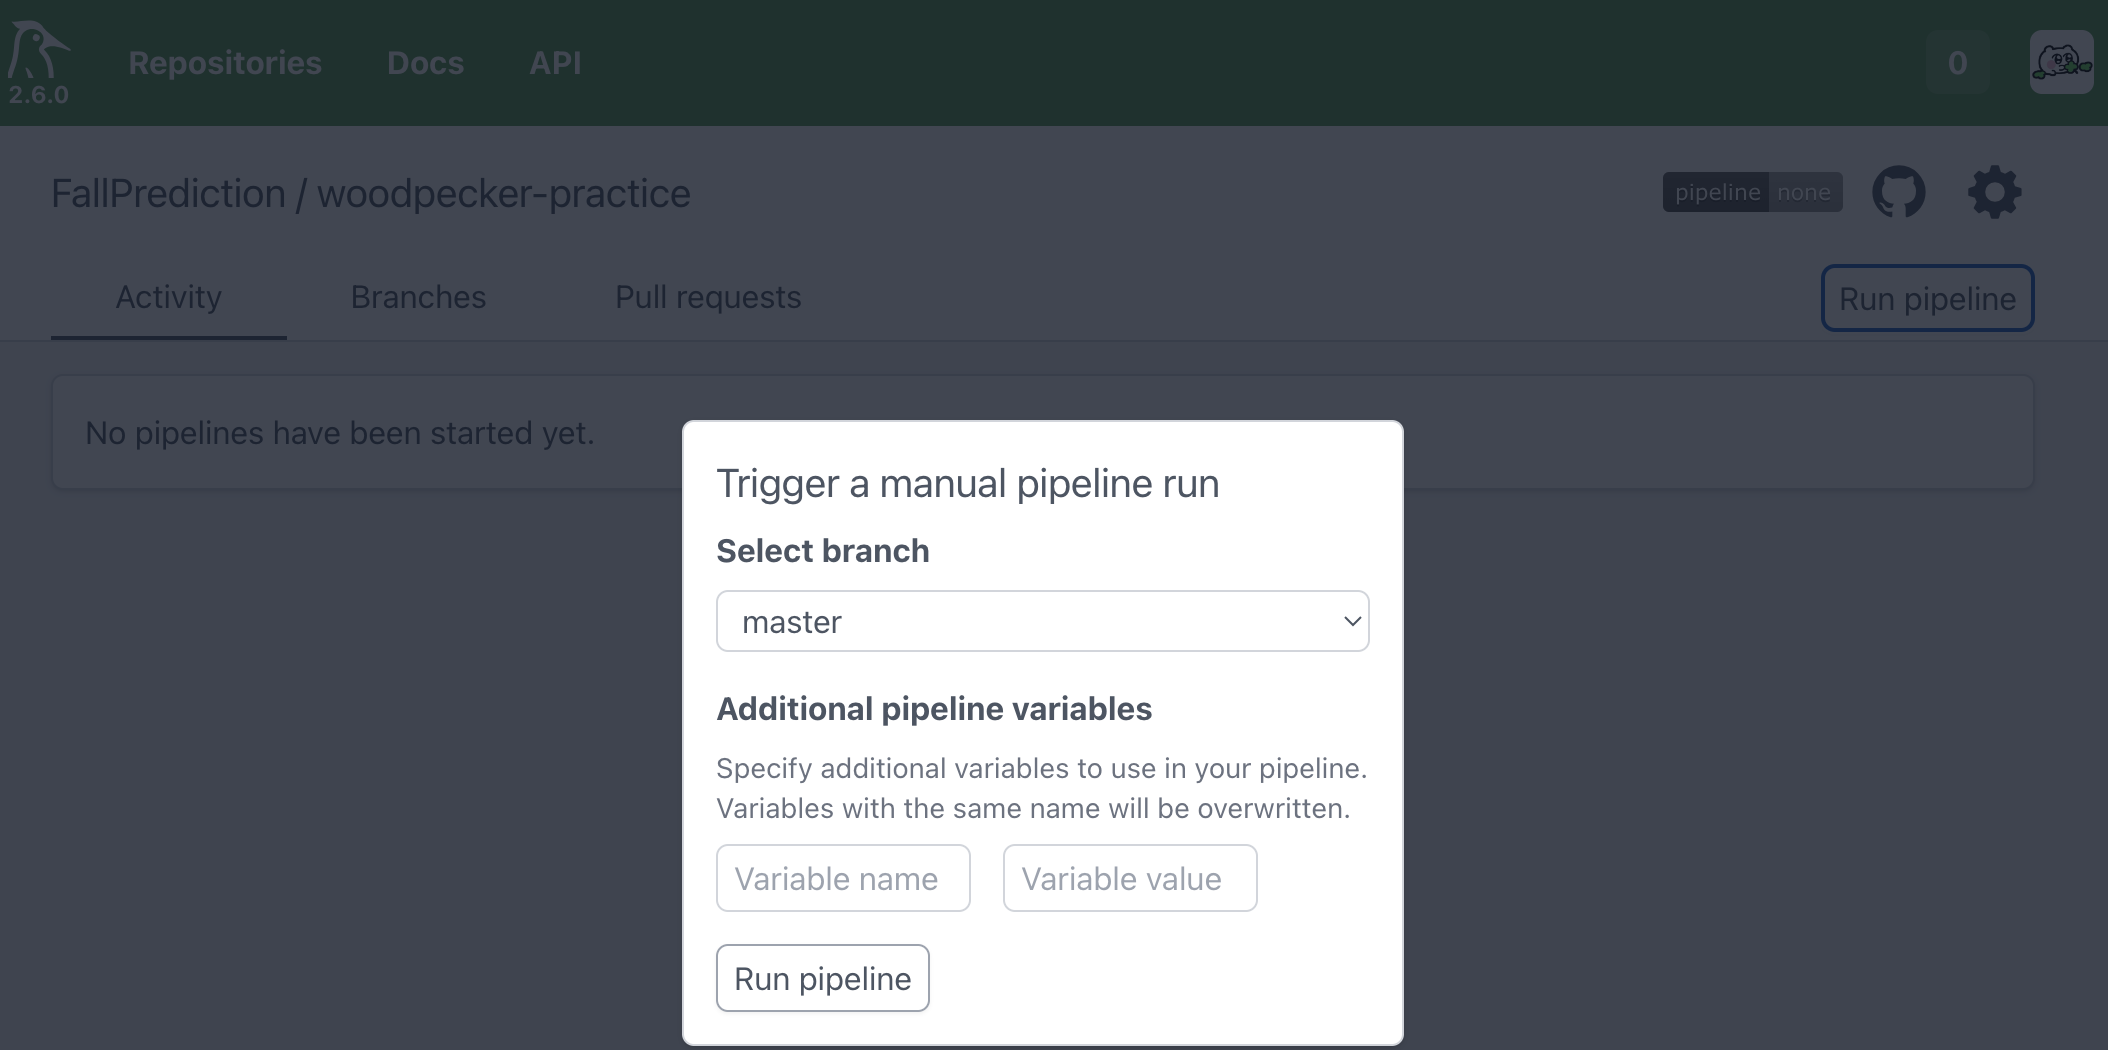 Repositories Docs API 0
2.6.0
FallPrediction / woodpecker-practice
pipeline none
Activity Branches Pull requests Run pipeline
No pipelines have been started yet.
Trigger a manual pipeline run
Select branch
master
Additional pipeline variables
Specify additional variables to use in your pipeline.
Variables with the same name will be overwritten.
Variable name Variable value
Run pipeline